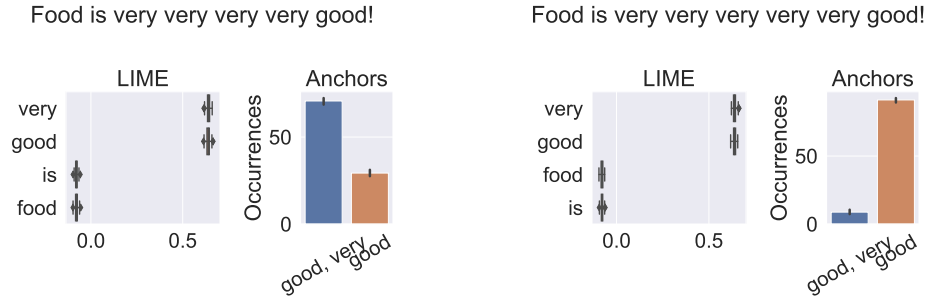 Food is very very very very good!
LIME
Anchors
very
good
is
food
0.0
0.5
Occurrences
50
0
good, very
good
Food is very very very very very good!
LIME
Anchors
very
good
food
is
0.0
0.5
Occurrences
50
0
good, very
good